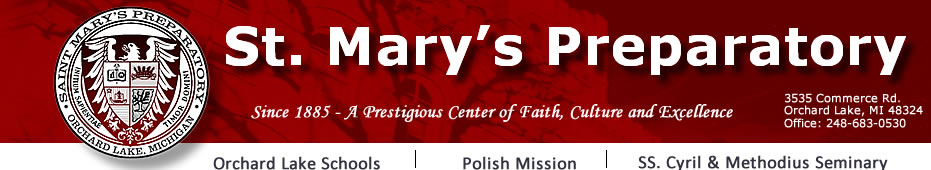 SAINT MARY'S PREPARATORY
ORCHARD LAKE, MICHIGAN
INITIUM SAPIENTIAE
TIMOR DOMINI
St. Mary’s Preparatory
Since 1885 - A Prestigious Center of Faith, Culture and Excellence
3535 Commerce Rd.
Orchard Lake, MI 48324
Office: 248-683-0530
Orchard Lake Schools | Polish Mission | SS. Cyril & Methodius Seminary